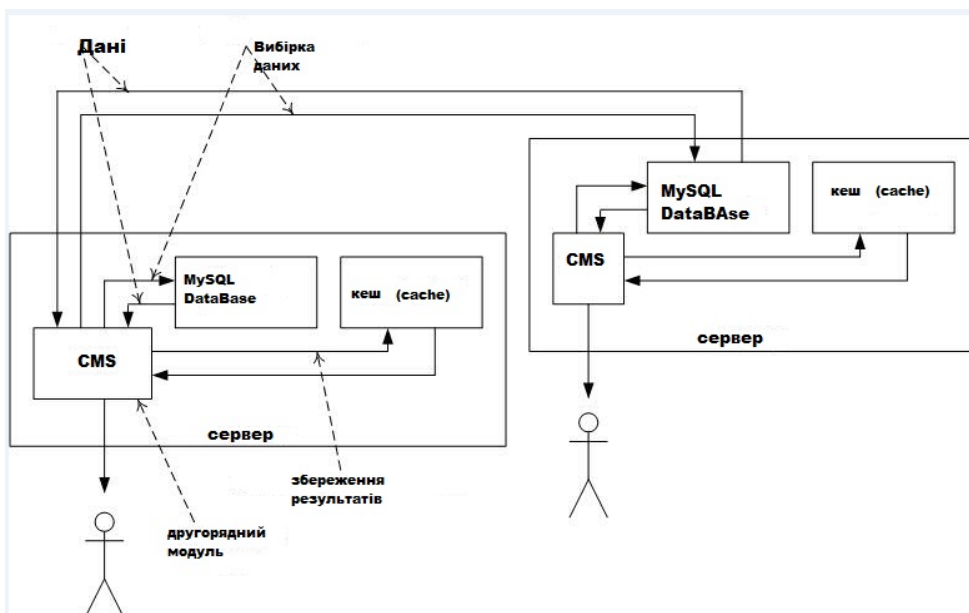 Дані
Вибірка
даних
MySQL
DataBAse
кеш (cache)
CMS
сервер
MySQL
DataBase
кеш (cache)
CMS
сервер
збереження
результатів
другорядний
модуль